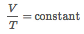 V/T = constant